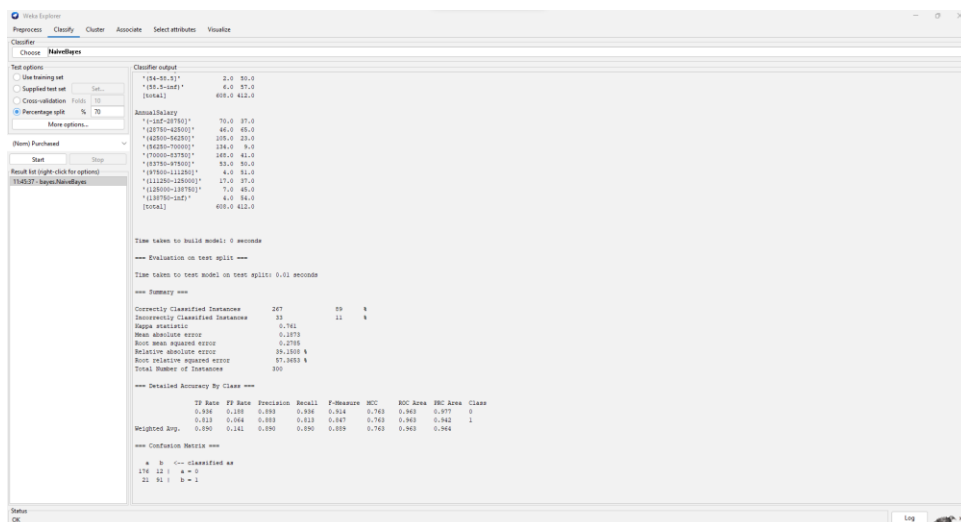 Weka Explorer
Preprocess Classify Cluster Associate Select attributes Visualize
Classifier
Choose NaiveBayes
Test options
Use training set
Supplied test set Set...
Cross-validation Folds 10
Percentage split % 70
More options...
(Nom) Purchased
Start Stop
Result list (right-click for options)
11:45:37 - bayes.NaiveBayes
Classifier output
'(54-58.5]' 2.0 50.0
'(58.5-inf)' 6.0 57.0
[total] 608.0 412.0
AnnualSalary
'(-inf-28750]' 70.0 37.0
'(28750-42500]' 46.0 65.0
'(42500-56250]' 105.0 23.0
'(56250-70000]' 134.0 9.0
'(70000-83750]' 168.0 41.0
'(83750-97500]' 53.0 50.0
'(97500-111250]' 4.0 51.0
'(111250-125000]' 17.0 37.0
'(125000-138750]' 7.0 45.0
'(138750-inf)' 4.0 54.0
[total] 608.0 412.0
Time taken to build model: 0 seconds
=== Evaluation on test split ===
Time taken to test model on test split: 0.01 seconds
=== Summary ===
Correctly Classified Instances 267 89 %
Incorrectly Classified Instances 33 11 %
Kappa statistic 0.761
Mean absolute error 0.1873
Root mean squared error 0.2785
Relative absolute error 39.1508 %
Root relative squared error 57.3653 %
Total Number of Instances 300
=== Detailed Accuracy By Class ===
TP Rate FP Rate Precision Recall F-Measure MCC ROC Area PRC Area Class
0.936 0.188 0.893 0.936 0.914 0.763 0.963 0.977 0
0.813 0.064 0.883 0.813 0.847 0.763 0.963 0.942 1
Weighted Avg. 0.890 0.141 0.890 0.890 0.889 0.763 0.963 0.964
=== Confusion Matrix ===
a b <-- classified as
176 12 | a = 0
21 91 | b = 1
Status
OK
Log